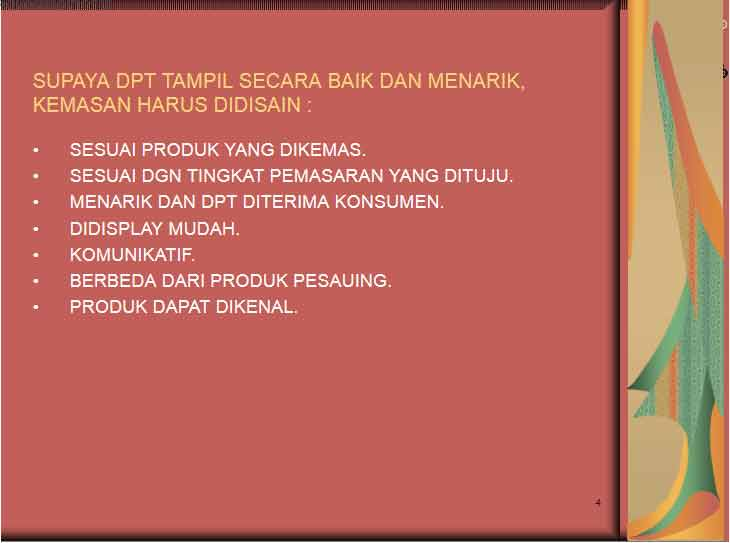 SUPAYA DPT TAMPIL SECARA BAIK DAN MENARIK,
KEMASAN HARUS DIDISAIN :
• SESUAI PRODUK YANG DIKEMAS.
• SESUAI DGN TINGKAT PEMASARAN YANG DITUJU.
• MENARIK DAN DPT DITERIMA KONSUMEN.
• DIDISPLAY MUDAH.
• KOMUNIKATIF.
• BERBEDA DARI PRODUK PESAUING.
• PRODUK DAPAT DIKENAL.
4